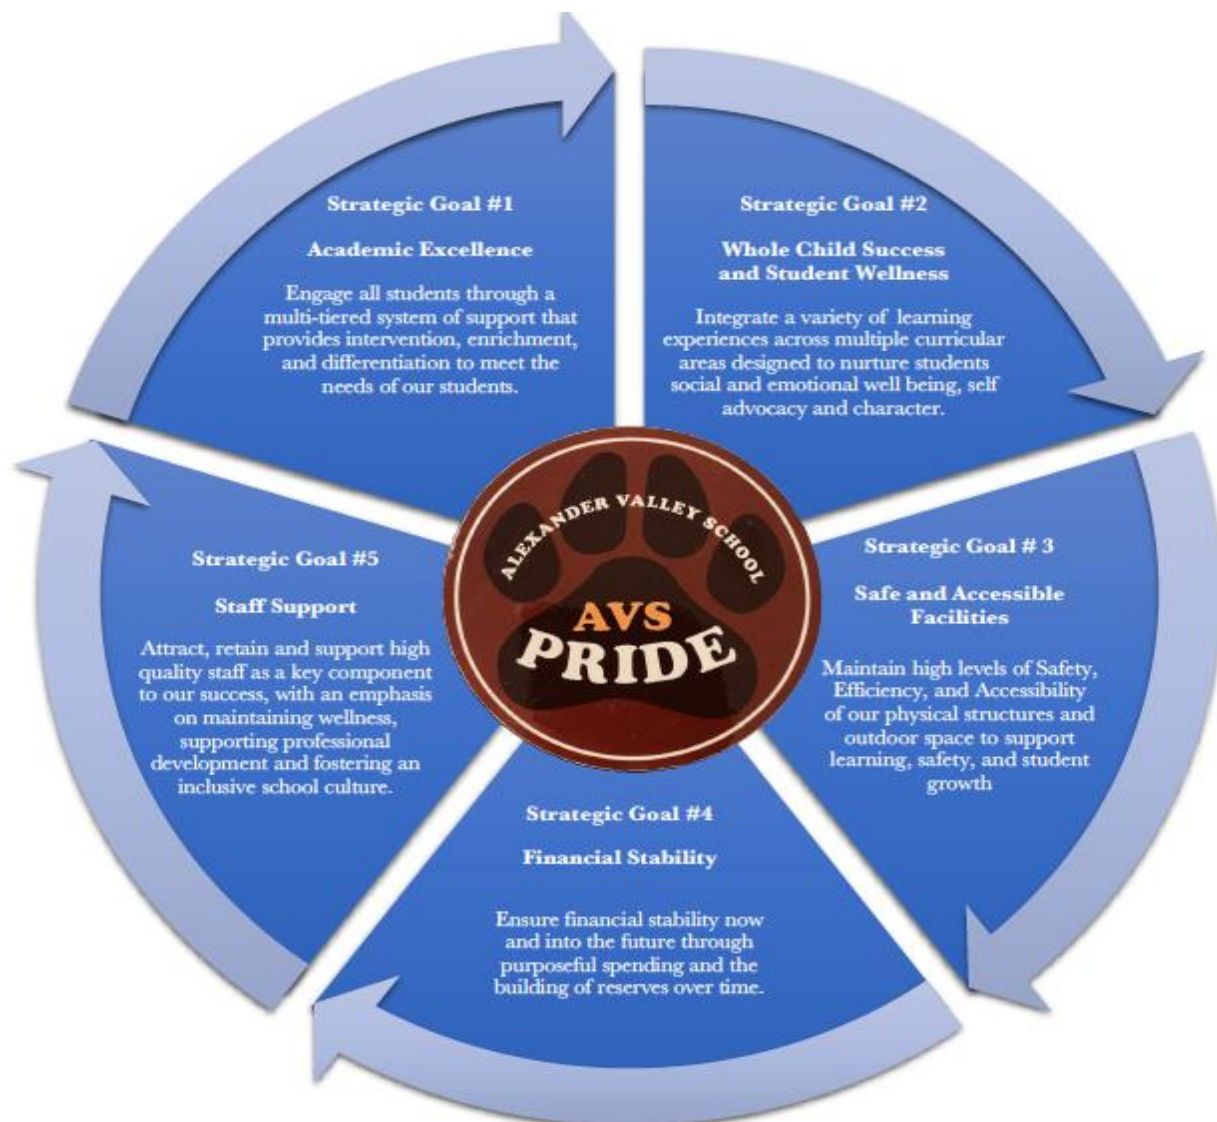 Strategic Goal #1
Academic Excellence
Engage all students through a
multi-tiered system of support that
provides intervention, enrichment,
and differentiation to meet the
needs of our students.
Strategic Goal #2
Whole Child Success
and Student Wellness
Integrate a variety of learning
experiences across multiple curricular
areas designed to nurture students
social and emotional well being, self
advocacy and character.
Strategic Goal # 3
Safe and Accessible
Facilities
Maintain high levels of Safety,
Efficiency, and Accessibility
of our physical structures and
outdoor space to support
learning, safety, and student
growth
Strategic Goal #4
Financial Stability
Ensure financial stability now
and into the future through
purposeful spending and the
building of reserves over time.
Strategic Goal #5
Staff Support
Attract, retain and support high
quality staff as a key component
to our success, with an emphasis
on maintaining wellness,
supporting professional
development and fostering an
inclusive school culture.
ALEXANDER VALLEY SCHOOL
AVS
PRIDE